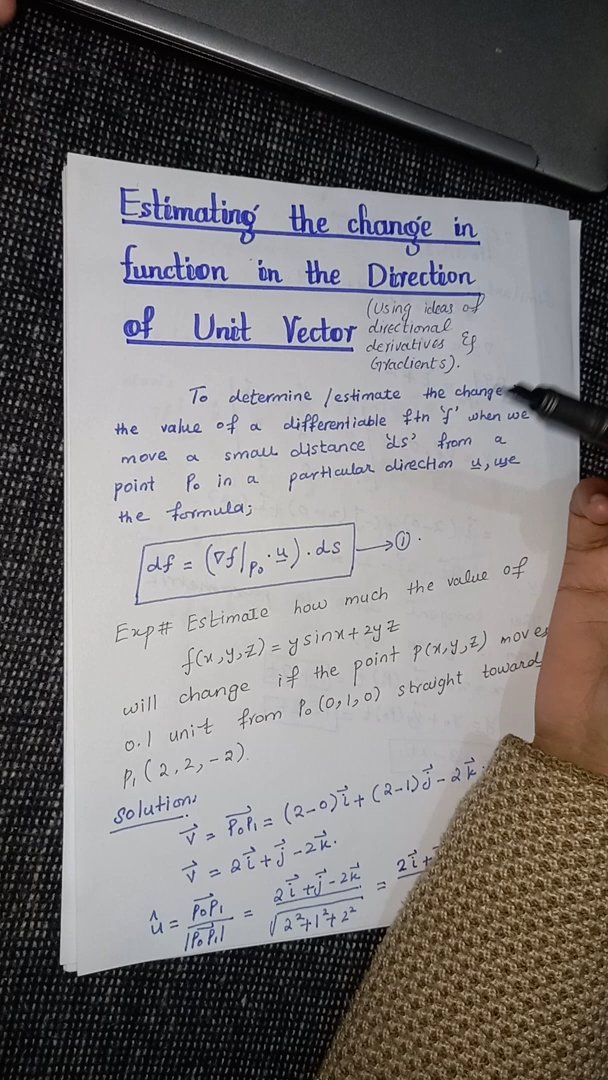 Estimating the change in
function in the Direction
of Unit Vector (Using ideas of
directional
derivatives &
Gradients).
To determine /estimate the change
the value of a differentiable ftn 'f' when we
move a small distance 'ds' from a
point P₀ in a particular direction u, use
the formula;
df = (∇f|P₀ · u) · ds → ①.
Exp# Estimate how much the value of
f(x,y,z) = y sinx + 2yz
will change if the point P(x,y,z) moves
0.1 unit from P₀(0,1,0) straight toward
P₁(2,2,-2).
Solution:
v⃗ = P₀P₁⃗ = (2-0)i⃗ + (2-1)j⃗ - 2k⃗.
v⃗ = 2i⃗ + j⃗ - 2k⃗.
û = P₀P₁⃗ / |P₀P₁⃗| = 2i⃗ + j⃗ - 2k⃗ / √2²+1²+2² = 2i⃗ +